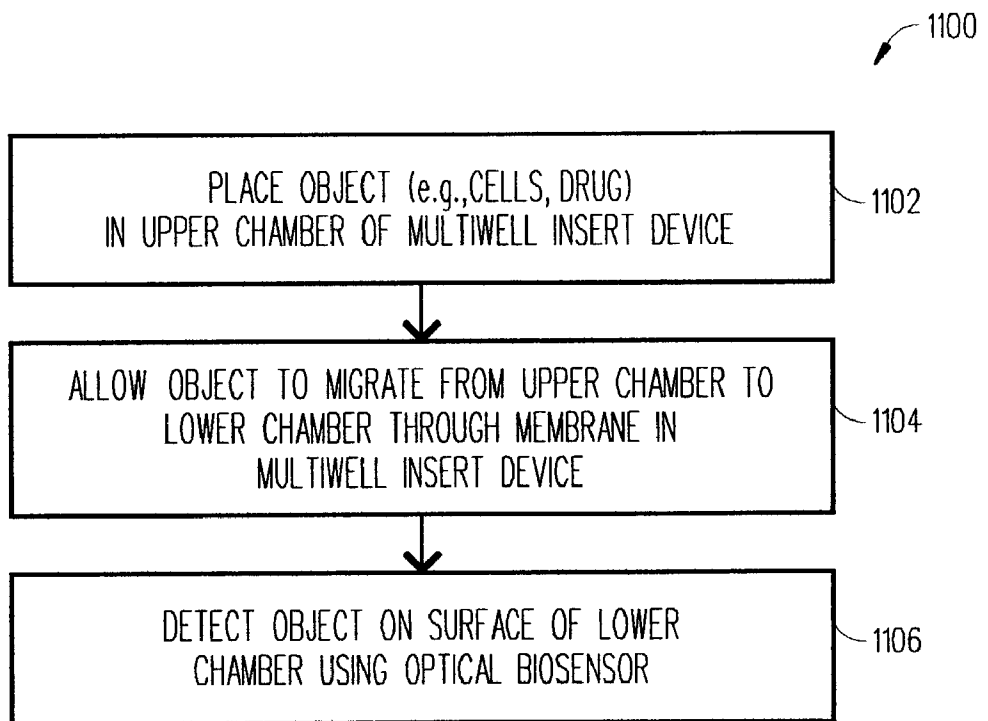 1100
PLACE OBJECT (e.g.,CELLS, DRUG)
IN UPPER CHAMBER OF MULTIWELL INSERT DEVICE
1102
ALLOW OBJECT TO MIGRATE FROM UPPER CHAMBER TO
LOWER CHAMBER THROUGH MEMBRANE IN
MULTIWELL INSERT DEVICE
1104
DETECT OBJECT ON SURFACE OF LOWER
CHAMBER USING OPTICAL BIOSENSOR
1106